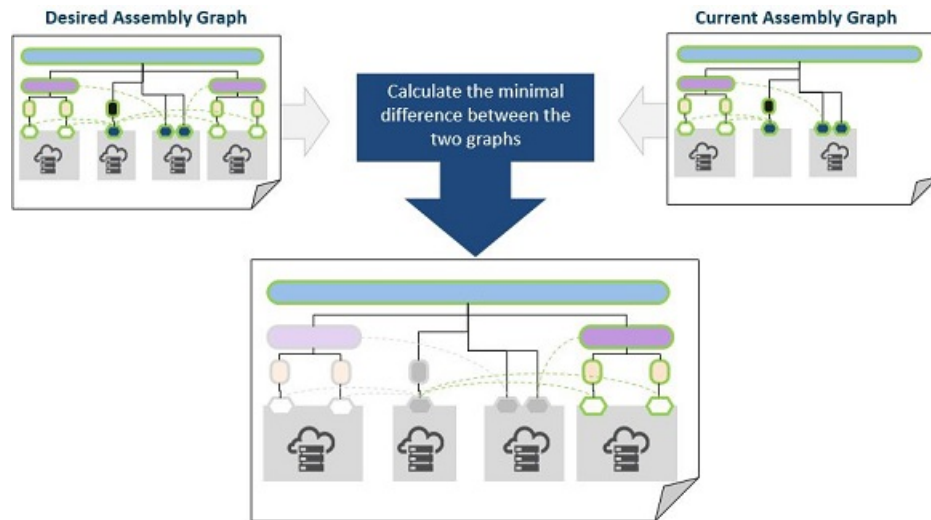 Desired Assembly Graph
Current Assembly Graph
Calculate the minimal
difference between the
two graphs